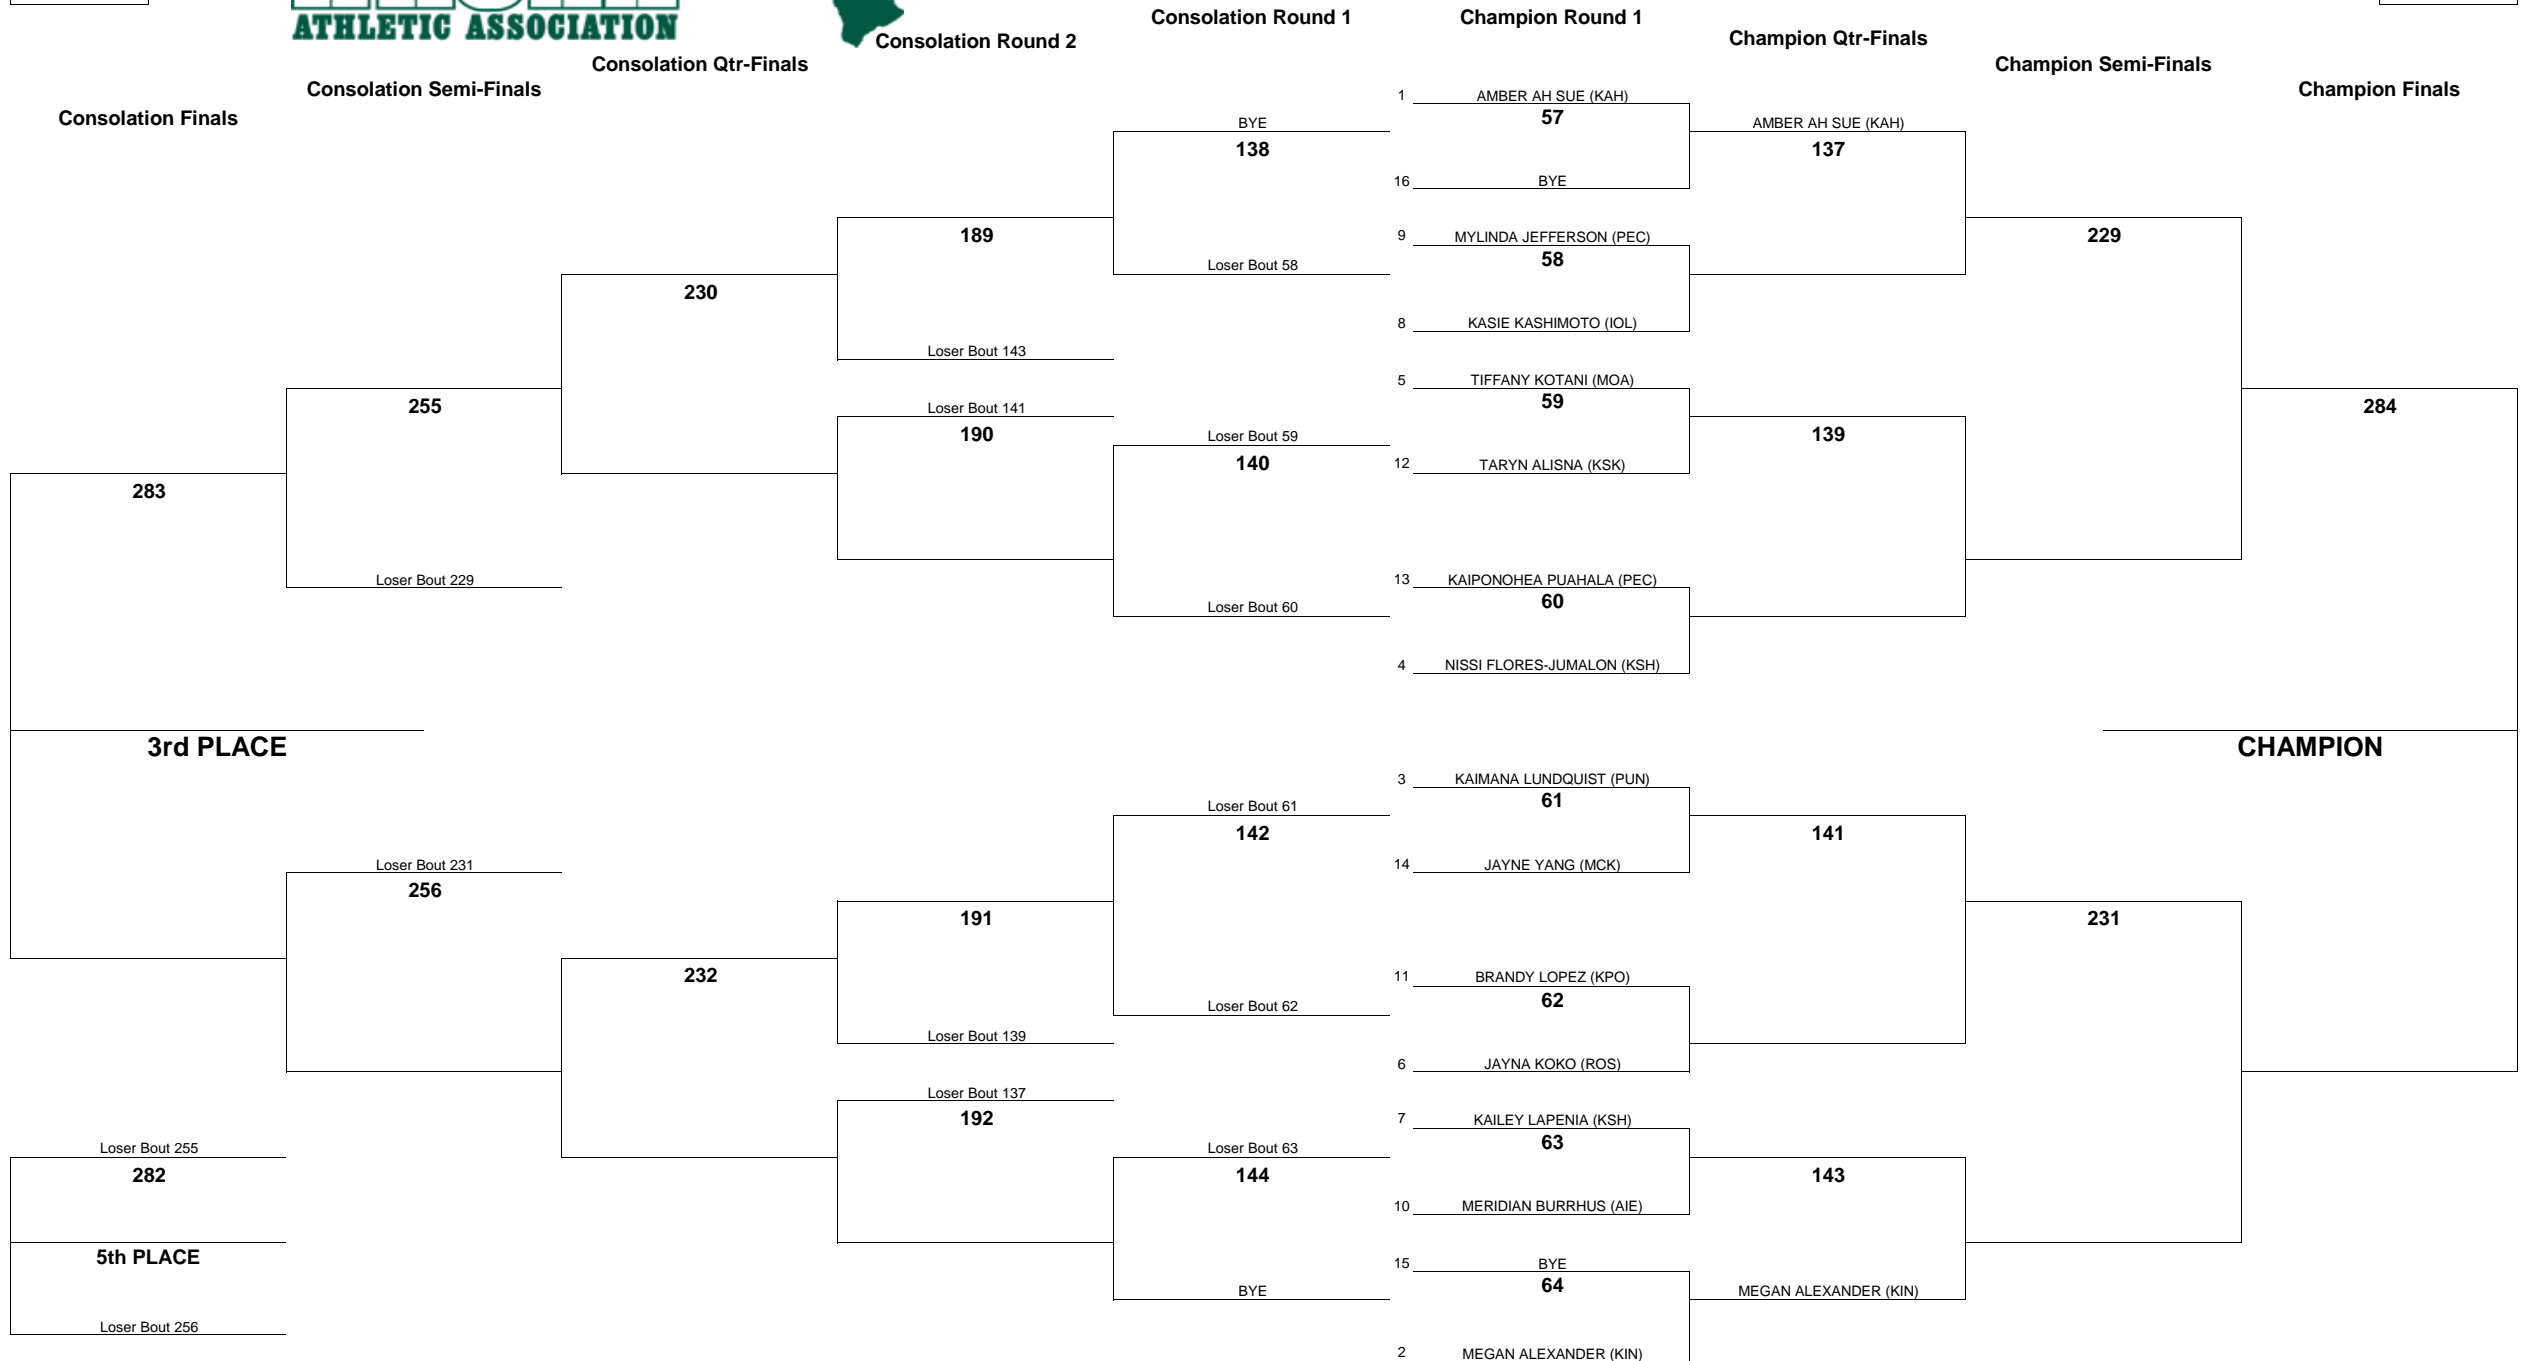 ATHLETIC ASSOCIATION
Consolation Round 1
Champion Round 1
Consolation Round 2
Champion Qtr-Finals
Consolation Qtr-Finals
Champion Semi-Finals
Consolation Semi-Finals
Champion Finals
Consolation Finals
1 AMBER AH SUE (KAH)
57
BYE
AMBER AH SUE (KAH)
138
137
16 BYE
189
229
9 MYLINDA JEFFERSON (PEC)
58
Loser Bout 58
230
8 KASIE KASHIMOTO (IOL)
Loser Bout 143
5 TIFFANY KOTANI (MOA)
59
255
Loser Bout 141
284
190
Loser Bout 59
139
140
12 TARYN ALISNA (KSK)
283
Loser Bout 229
13 KAIPONOHEA PUAHALA (PEC)
60
Loser Bout 60
4 NISSI FLORES-JUMALON (KSH)
3rd PLACE
CHAMPION
3 KAIMANA LUNDQUIST (PUN)
61
Loser Bout 61
142
141
Loser Bout 231
14 JAYNE YANG (MCK)
256
191
231
232
11 BRANDY LOPEZ (KPO)
62
Loser Bout 62
Loser Bout 139
6 JAYNA KOKO (ROS)
Loser Bout 137
192
7 KAILEY LAPENIA (KSH)
63
Loser Bout 255
Loser Bout 63
282
144
143
10 MERIDIAN BURRHUS (AIE)
5th PLACE
15 BYE
64
BYE
MEGAN ALEXANDER (KIN)
Loser Bout 256
2 MEGAN ALEXANDER (KIN)